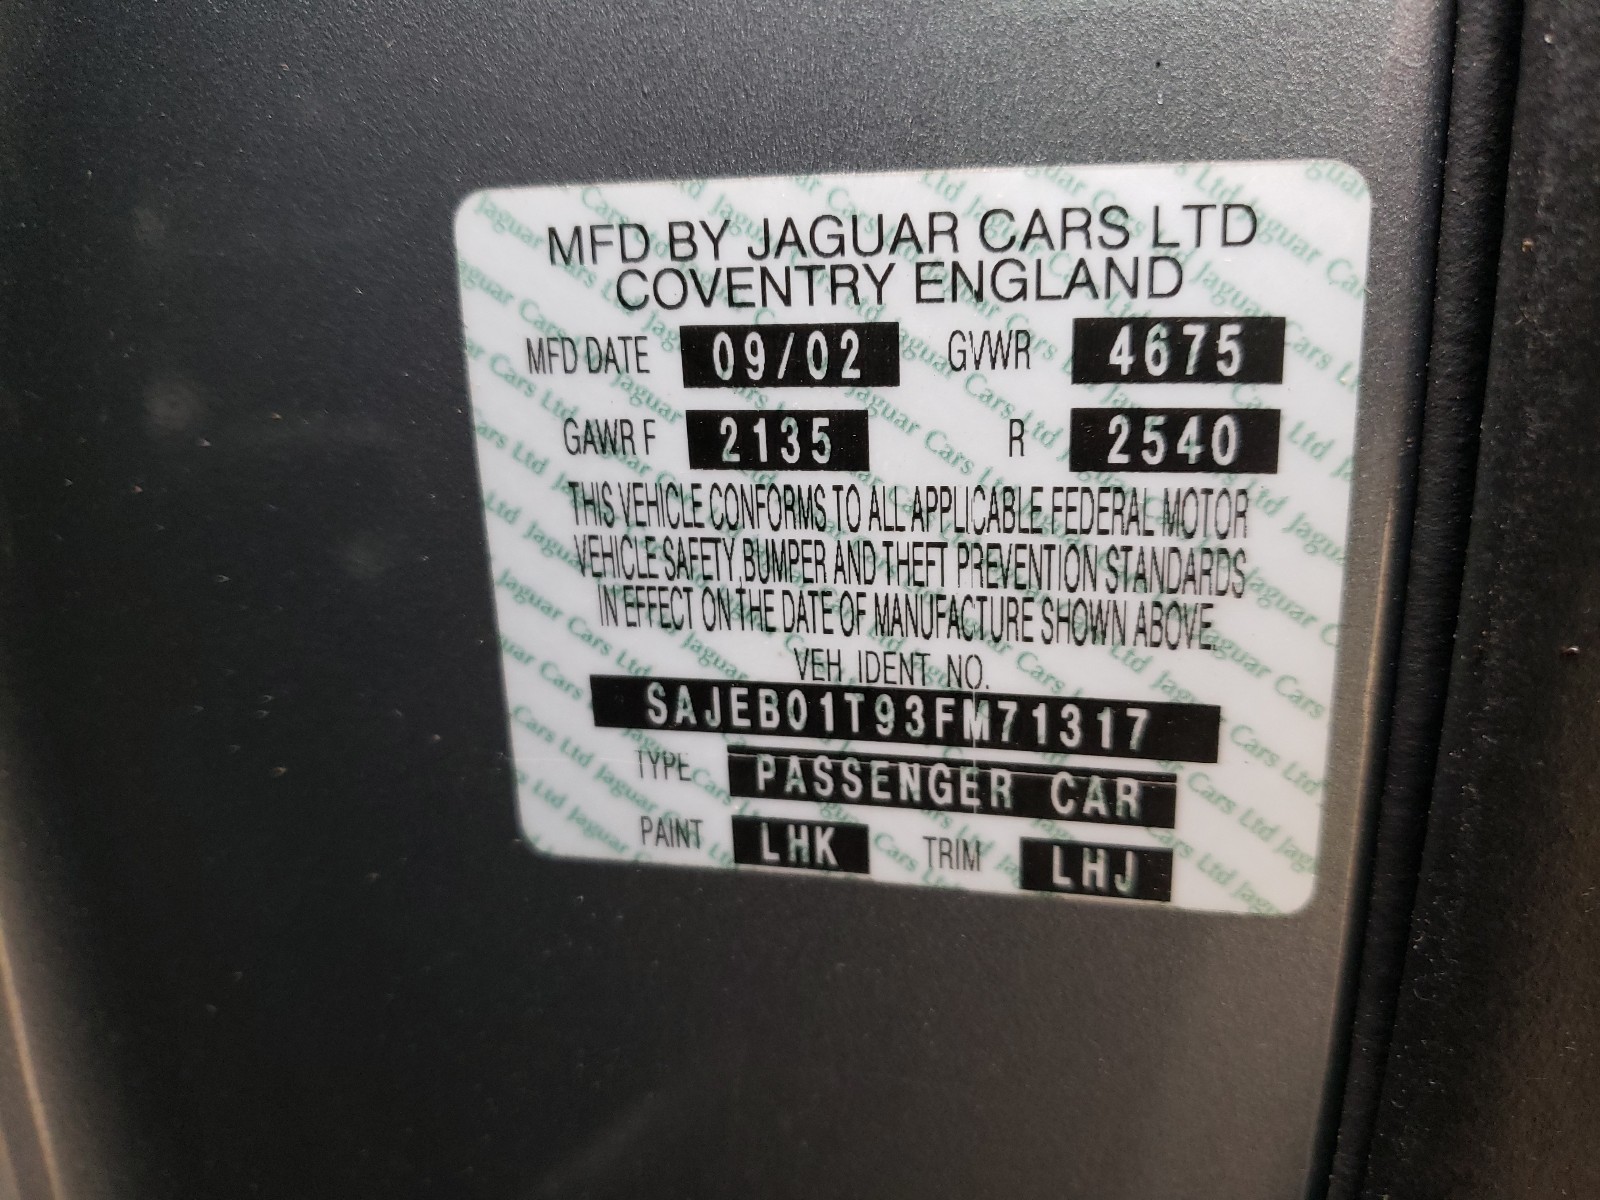 MFD BY JAGUAR CARS LTD
COVENTRY ENGLAND
MFD DATE 09/02 GVWR 4675
GAWR F 2135 R 2540
THIS VEHICLE CONFORMS TO ALL APPLICABLE FEDERAL MOTOR
VEHICLE SAFETY, BUMPER AND THEFT PREVENTION STANDARDS
IN EFFECT ON THE DATE OF MANUFACTURE SHOWN ABOVE.
VEH. IDENT. NO.
SAJEB01T93FM71317
TYPE PASSENGER CAR
PAINT LHK TRIM LHJ